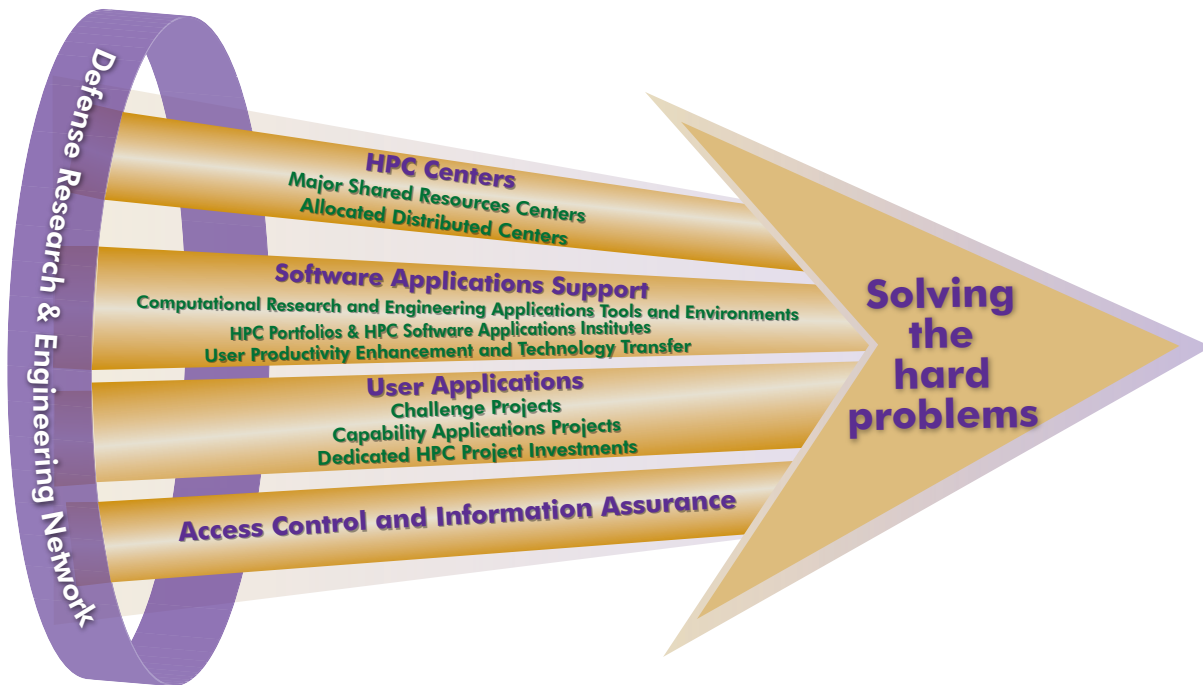 Defense Research & Engineering Network
HPC Centers
Major Shared Resources Centers
Allocated Distributed Centers
Software Applications Support
Computational Research and Engineering Applications Tools and Environments
HPC Portfolios & HPC Software Applications Institutes
User Productivity Enhancement and Technology Transfer
User Applications
Challenge Projects
Capability Applications Projects
Dedicated HPC Project Investments
Access Control and Information Assurance
Solving
the
hard
problems